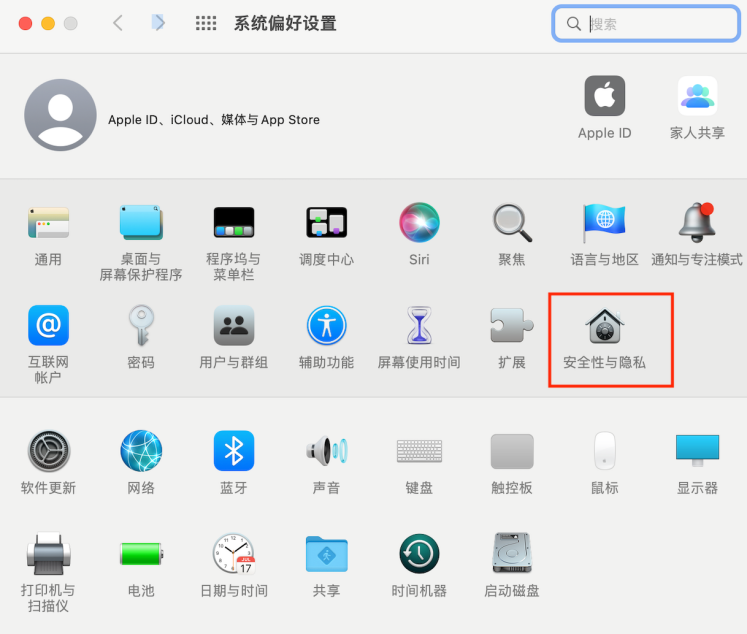 系统偏好设置
搜索
Apple ID、iCloud、媒体与 App Store
Apple ID
家人共享
通用
桌面与
屏幕保护程序
程序坞与
菜单栏
调度中心
Siri
聚焦
语言与地区
通知与专注模式
互联网
帐户
密码
用户与群组
辅助功能
屏幕使用时间
扩展
安全性与隐私
软件更新
网络
蓝牙
声音
键盘
触控板
鼠标
显示器
打印机与
扫描仪
电池
JUL
17
日期与时间
共享
时间机器
启动磁盘